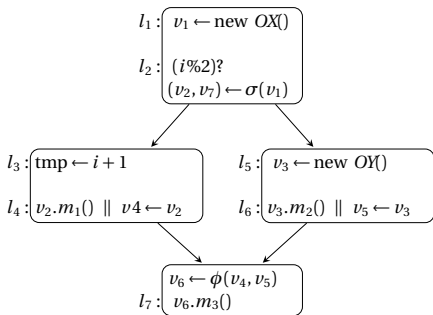 l₁: v₁ ← new OX()
l₂: (i%2)?
(v₂, v₇) ← σ(v₁)
l₃: tmp ← i + 1
l₄: v₂.m₁() || v4 ← v₂
l₅: v₃ ← new OY()
l₆: v₃.m₂() || v₅ ← v₃
v₆ ← ϕ(v₄, v₅)
l₇: v₆.m₃()